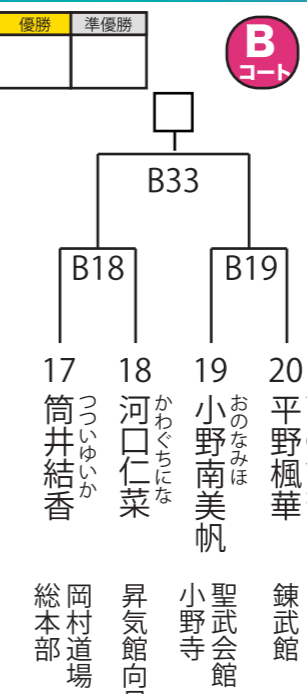 優勝 準優勝
B
コート
B33
B18 B19
17
筒井結香
つついゆいか
岡村道場
総本部
18
河口仁菜
かわぐちにな
昇気館向
19
小野南美帆
おのなみほ
聖武会館
小野寺
20
平野楓華
錬武館